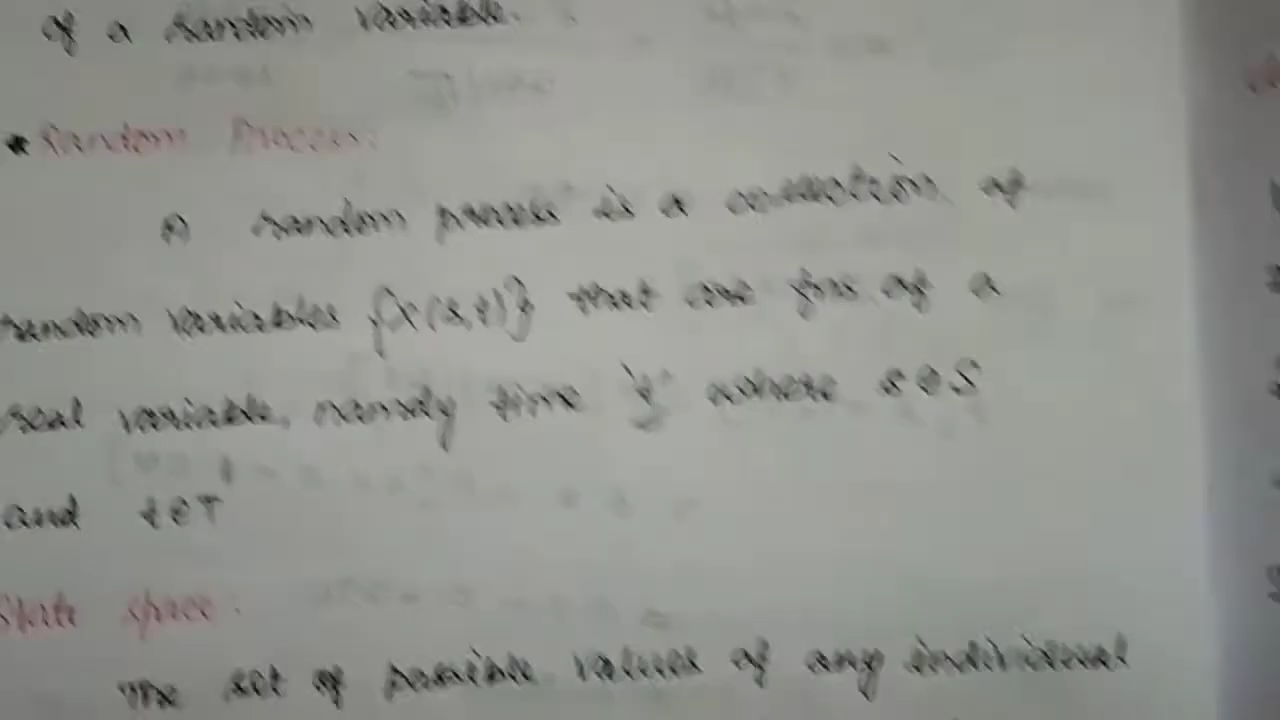 of a random variable.
* Random Process:
A random process is a collection of
random variables {X(s,t)} that are fns. of a
real variable, namely time 't' where s∈S
and t∈T
State space:
The set of possible values of any individual